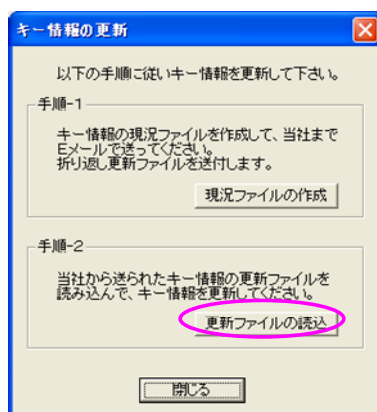 キー情報の更新
以下の手順に従いキー情報を更新して下さい。
手順-1
キー情報の現況ファイルを作成して、当社まで
Eメールで送ってください。
折り返し更新ファイルを送付します。
現況ファイルの作成
手順-2
当社から送られたキー情報の更新ファイルを
読み込んで、キー情報を更新してください。
更新ファイルの読込
閉じる